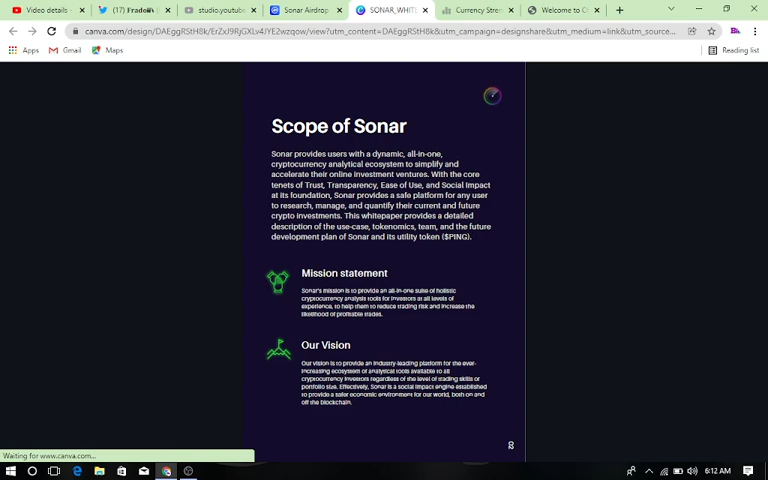 Video details -
(17) Fradow
studio.youtube
Sonar Airdrop
SONAR_WHITE
Currency Stren
Welcome to C
canva.com/design/DAEggRStH8k/ErZxJ9RjGXLv4JYE2wzqow/view?utm_content=DAEggRStH8k&utm_campaign=designshare&utm_medium=link&utm_source...
Apps
Gmail
Maps
Reading list
Scope of Sonar
Sonar provides users with a dynamic, all-in-one,
cryptocurrency analytical ecosystem to simplify and
accelerate their online investment ventures. With the core
tenets of Trust, Transparency, Ease of Use, and Social Impact
at its foundation, Sonar provides a safe platform for any user
to research, manage, and quantify their current and future
crypto investments. This whitepaper provides a detailed
description of the use-case, tokenomics, team, and the future
development plan of Sonar and its utility token ($PING).
Mission statement
Sonar's mission is to provide an all-in-one suite of holistic
cryptocurrency analysis tools for investors at all levels of
experience, to help them to reduce trading risk and increase the
likelihood of profitable trades.
Our Vision
Our vision is to provide an industry-leading platform for the ever-
increasing ecosystem of analytical tools available to all
cryptocurrency investors regardless of the level of trading skills or
portfolio size. Effectively, Sonar is a social impact engine established
to provide a safer economic environment for our world, both on and
off the blockchain.
Waiting for www.canva.com...
6:12 AM